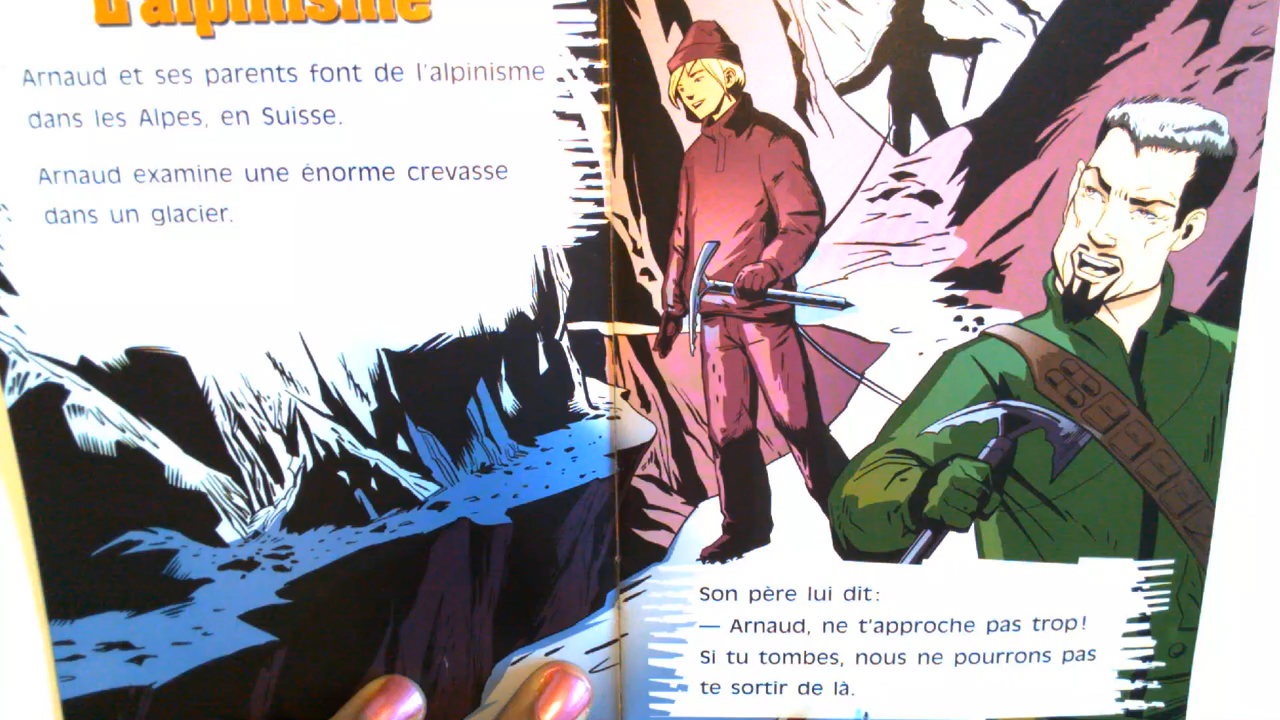 L'alpinisme
Arnaud et ses parents font de l'alpinisme
dans les Alpes, en Suisse.
Arnaud examine une énorme crevasse
dans un glacier.
Son père lui dit:
— Arnaud, ne t'approche pas trop!
Si tu tombes, nous ne pourrons pas
te sortir de là.